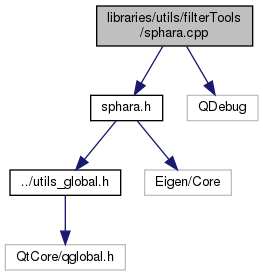 libraries/utils/filterTools
/sphara.cpp
sphara.h
QDebug
../utils_global.h
Eigen/Core
QtCore/qglobal.h